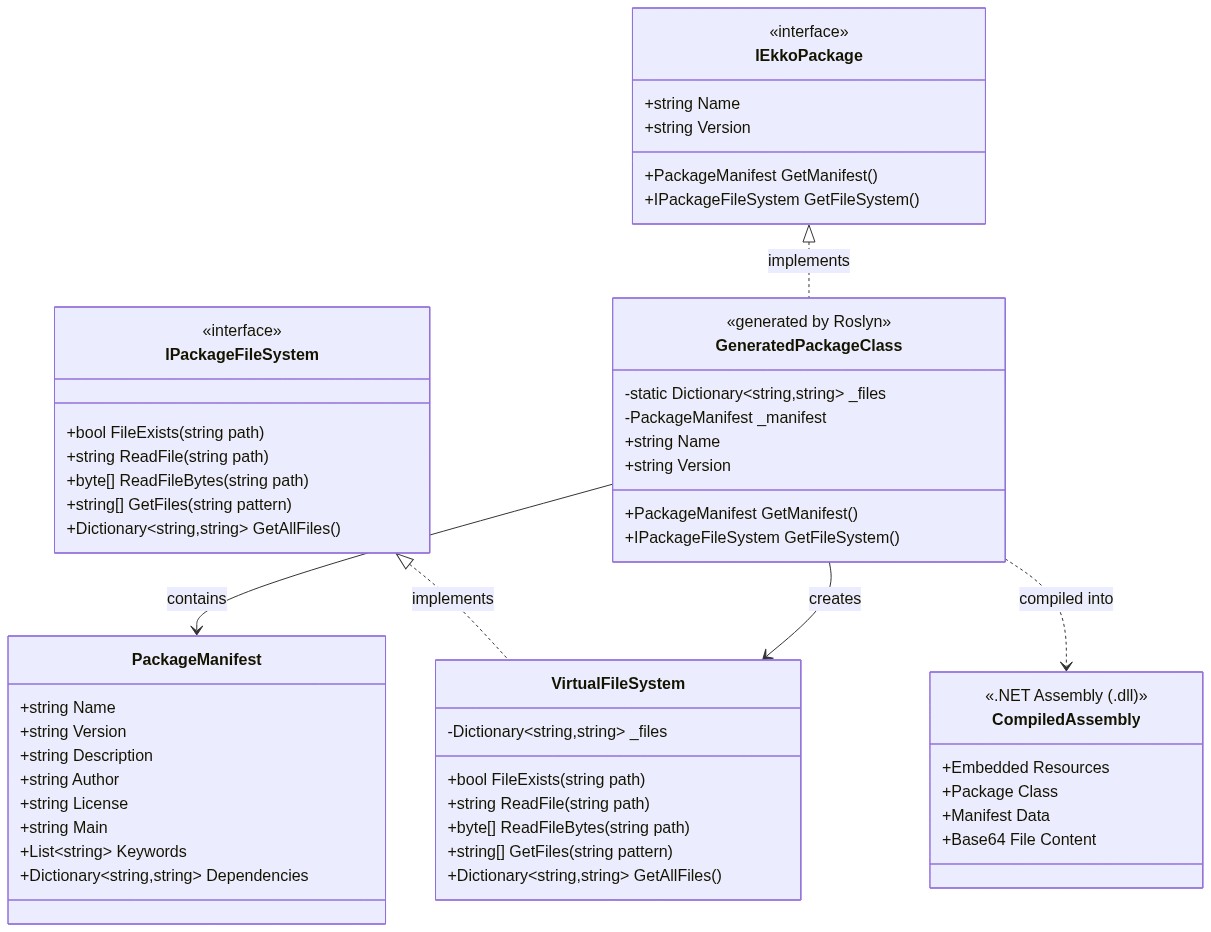 «interface»
IEkkoPackage
+string Name
+string Version
+PackageManifest GetManifest()
+IPackageFileSystem GetFileSystem()
implements
«interface»
IPackageFileSystem
+bool FileExists(string path)
+string ReadFile(string path)
+byte[] ReadFileBytes(string path)
+string[] GetFiles(string pattern)
+Dictionary<string,string> GetAllFiles()
«generated by Roslyn»
GeneratedPackageClass
-static Dictionary<string,string> _files
-PackageManifest _manifest
+string Name
+string Version
+PackageManifest GetManifest()
+IPackageFileSystem GetFileSystem()
contains
implements
creates
compiled into
PackageManifest
+string Name
+string Version
+string Description
+string Author
+string License
+string Main
+List<string> Keywords
+Dictionary<string,string> Dependencies
VirtualFileSystem
-Dictionary<string,string> _files
+bool FileExists(string path)
+string ReadFile(string path)
+byte[] ReadFileBytes(string path)
+string[] GetFiles(string pattern)
+Dictionary<string,string> GetAllFiles()
«.NET Assembly (.dll)»
CompiledAssembly
+Embedded Resources
+Package Class
+Manifest Data
+Base64 File Content